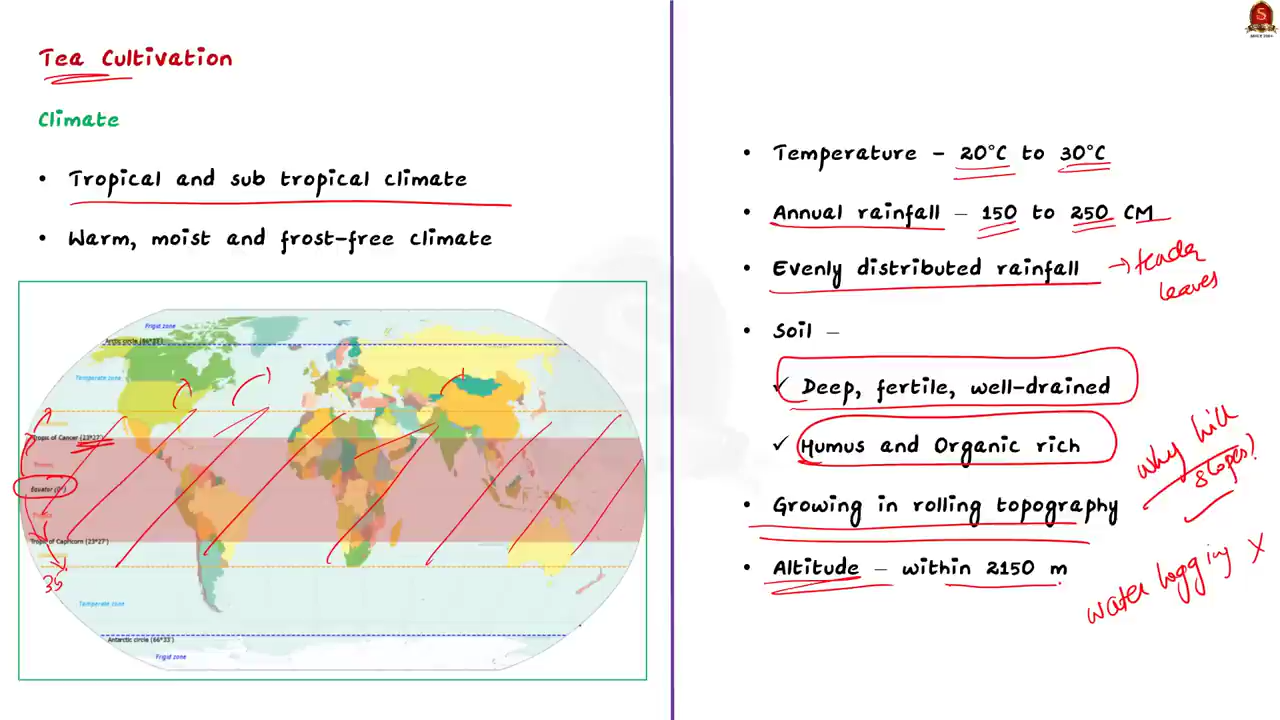 Tea Cultivation
Climate
• Tropical and sub tropical climate
• Warm, moist and frost-free climate
Frigid zone
Arctic circle (66°33')
Temperate zone
Tropic of Cancer (23°27')
Equator (0°)
Tropic of Capricorn (23°27')
35
Temperate zone
Antarctic circle (66°33')
Frigid zone
S
• Temperature – 20°C to 30°C
• Annual rainfall – 150 to 250 CM
• Evenly distributed rainfall → tender
leaves
• Soil –
✓ Deep, fertile, well-drained
✓ Humus and Organic rich
why hill
slopes?
• Growing in rolling topography
• Altitude – within 2150 m
water logging X